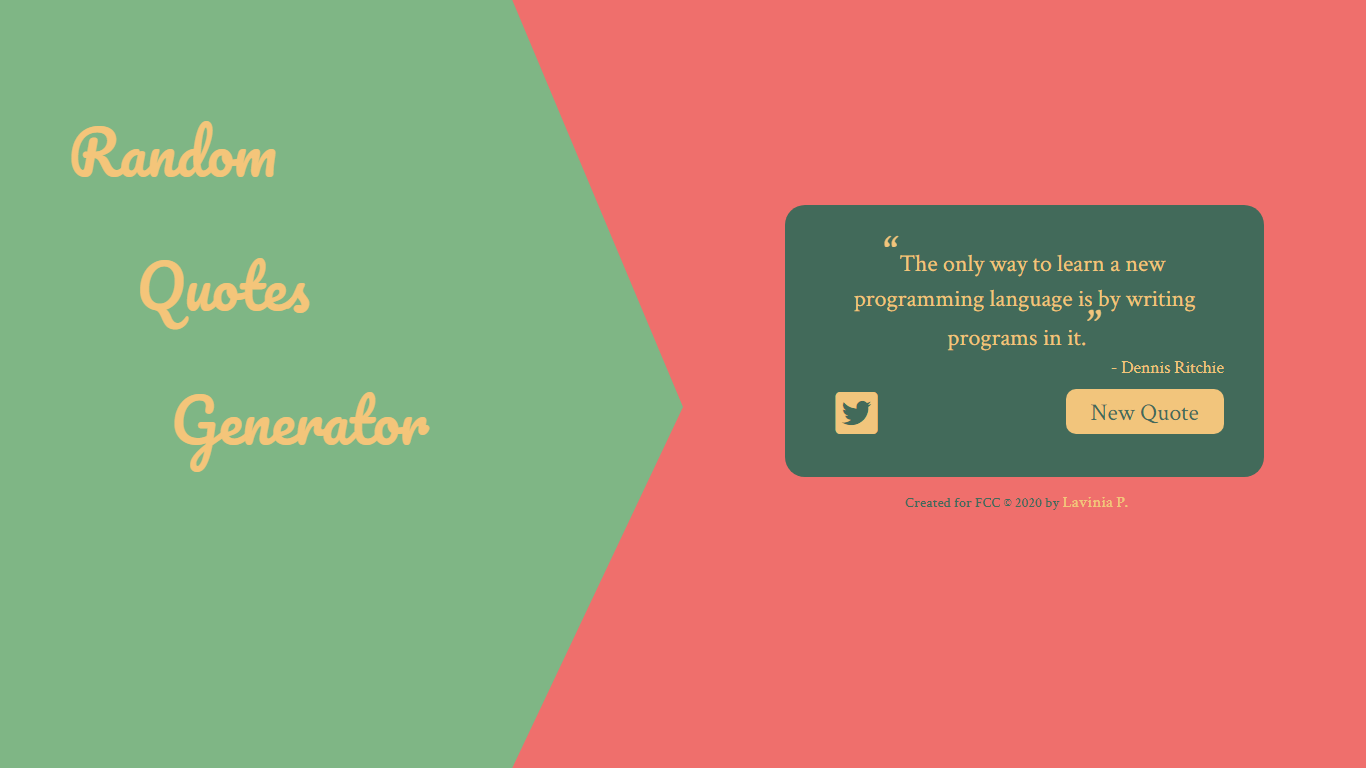 Random
Quotes
Generator
“The only way to learn a new
programming language is by writing
programs in it.”
- Dennis Ritchie
New Quote
Created for FCC © 2020 by Lavinia P.